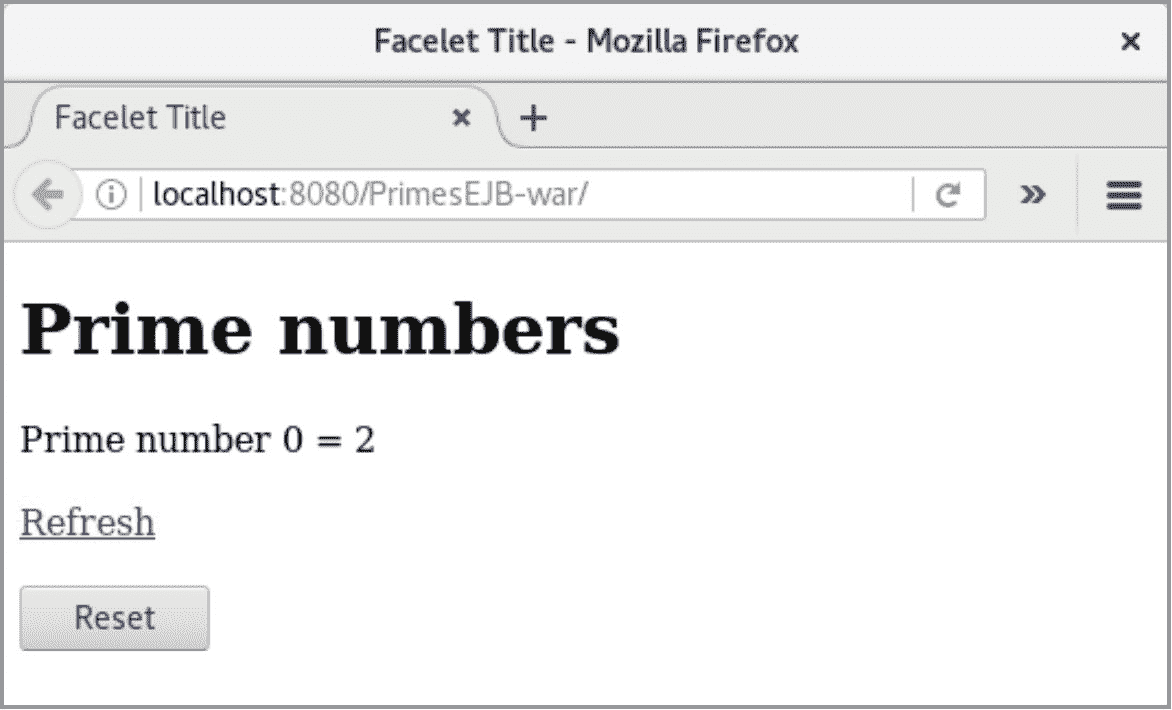 Facelet Title - Mozilla Firefox
Facelet Title
localhost:8080/PrimesEJB-war/
Prime numbers
Prime number 0 = 2
Refresh
Reset